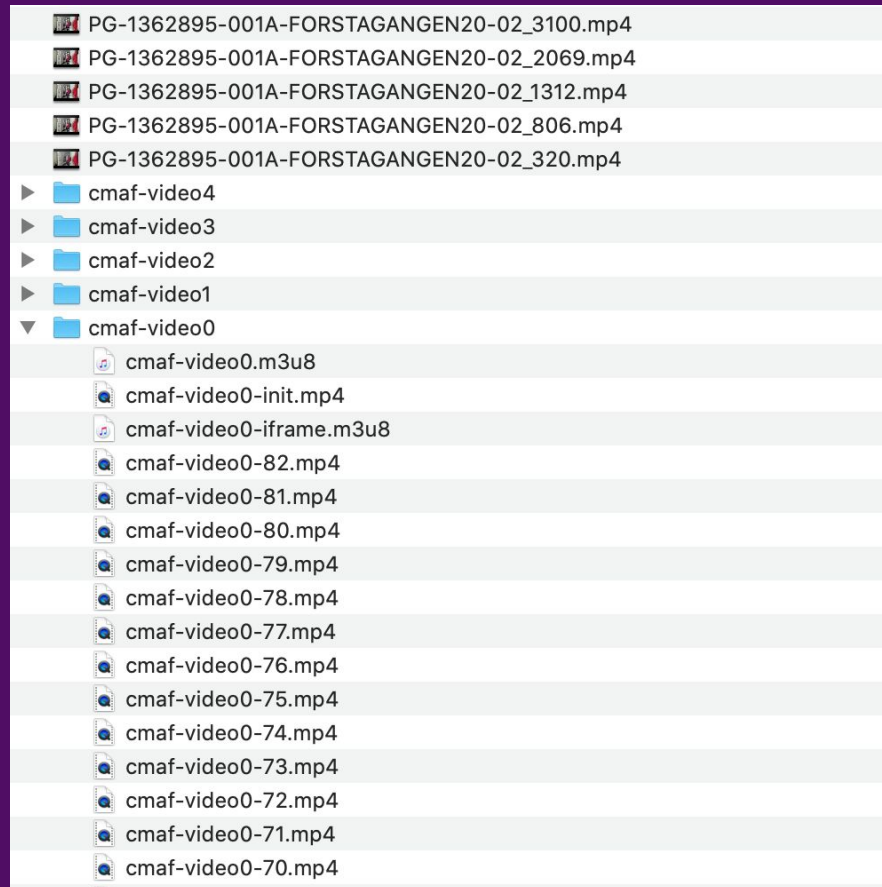 PG-1362895-001A-FORSTAGANGEN20-02_3100.mp4
PG-1362895-001A-FORSTAGANGEN20-02_2069.mp4
PG-1362895-001A-FORSTAGANGEN20-02_1312.mp4
PG-1362895-001A-FORSTAGANGEN20-02_806.mp4
PG-1362895-001A-FORSTAGANGEN20-02_320.mp4
cmaf-video4
cmaf-video3
cmaf-video2
cmaf-video1
cmaf-video0
cmaf-video0.m3u8
cmaf-video0-init.mp4
cmaf-video0-iframe.m3u8
cmaf-video0-82.mp4
cmaf-video0-81.mp4
cmaf-video0-80.mp4
cmaf-video0-79.mp4
cmaf-video0-78.mp4
cmaf-video0-77.mp4
cmaf-video0-76.mp4
cmaf-video0-75.mp4
cmaf-video0-74.mp4
cmaf-video0-73.mp4
cmaf-video0-72.mp4
cmaf-video0-71.mp4
cmaf-video0-70.mp4